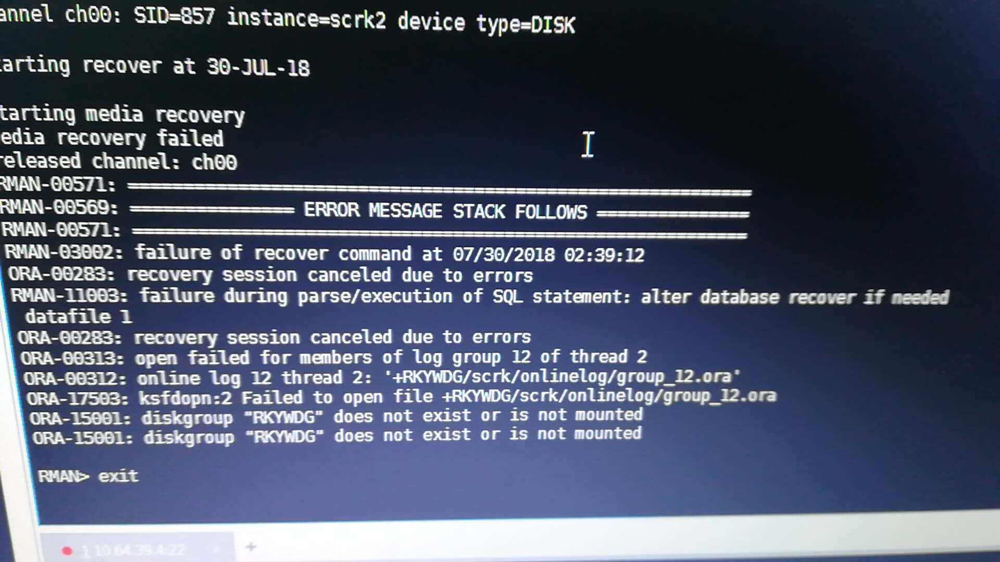 annel ch00: SID=857 instance=scrk2 device type=DISK
arting recover at 30-JUL-18
tarting media recovery
edia recovery failed
released channel: ch00
RMAN-00571: ===========================================================
RMAN-00569: =============== ERROR MESSAGE STACK FOLLOWS ===============
RMAN-00571: ===========================================================
RMAN-03002: failure of recover command at 07/30/2018 02:39:12
ORA-00283: recovery session canceled due to errors
RMAN-11003: failure during parse/execution of SQL statement: alter database recover if needed
datafile 1
ORA-00283: recovery session canceled due to errors
ORA-00313: open failed for members of log group 12 of thread 2
ORA-00312: online log 12 thread 2: '+RKYWDG/scrk/onlinelog/group_12.ora'
ORA-17503: ksfdopn:2 Failed to open file +RKYWDG/scrk/onlinelog/group_12.ora
ORA-15001: diskgroup "RKYWDG" does not exist or is not mounted
ORA-15001: diskgroup "RKYWDG" does not exist or is not mounted
RMAN> exit
1 10.64.39.4:22 +